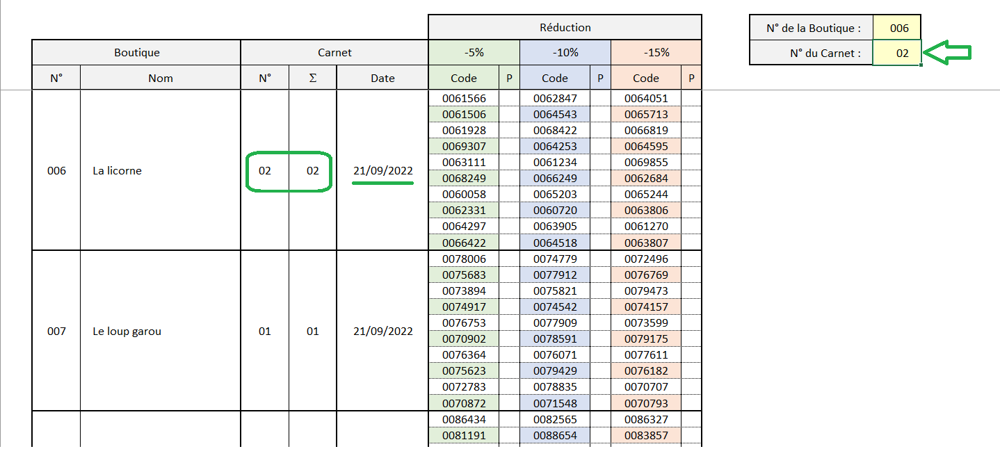 Réduction
N° de la Boutique : 006
Boutique Carnet -5% -10% -15%
N° du Carnet : 02
N° Nom N° Σ Date Code P Code P Code P
0061566 0062847 0064051
0061506 0064543 0065713
0061928 0068422 0066819
0069307 0064253 0064595
0063111 0061234 0069855
006 La licorne 02 02 21/09/2022
0068249 0066249 0062684
0060058 0065203 0065244
0062331 0060720 0063806
0064297 0063905 0061270
0066422 0064518 0063807
0078006 0074779 0072496
0075683 0077912 0076769
0073894 0075821 0079473
0074917 0074542 0074157
0076753 0077909 0073599
007 Le loup garou 01 01 21/09/2022
0070902 0078591 0079175
0076364 0076071 0077611
0075623 0079429 0076182
0072783 0078835 0070707
0070872 0071548 0070793
0086434 0082565 0086327
0081191 0088654 0083857